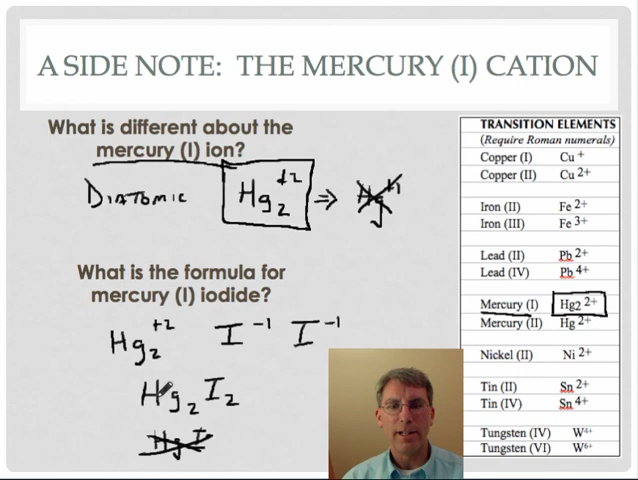 A SIDE NOTE: THE MERCURY (I) CATION
What is different about the
mercury (I) ion?
DIATOMIC Hg₂⁺² ⇒ Hg⁺¹
What is the formula for
mercury (I) iodide?
Hg₂⁺² I⁻¹ I⁻¹
Hg₂I₂
HgI
TRANSITION ELEMENTS
(Require Roman numerals)
Copper (I) Cu⁺
Copper (II) Cu²⁺
Iron (II) Fe²⁺
Iron (III) Fe³⁺
Lead (II) Pb²⁺
Lead (IV) Pb⁴⁺
Mercury (I) Hg2²⁺
Mercury (II) Hg²⁺
Nickel (II) Ni²⁺
Tin (II) Sn²⁺
Tin (IV) Sn⁴⁺
Tungsten (IV) W⁴⁺
Tungsten (VI) W⁶⁺